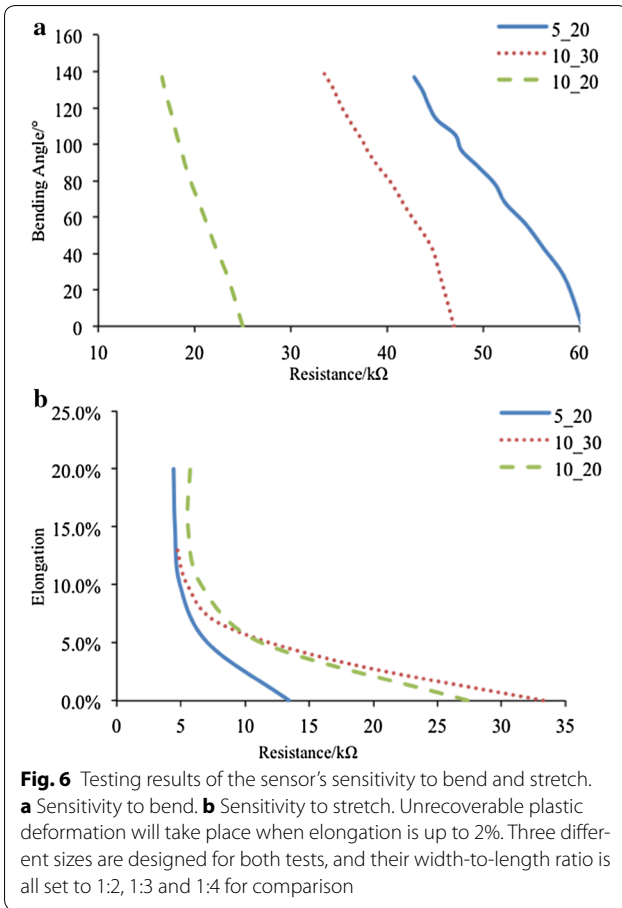 a
160
140
120
100
80
60
40
20
0
Bending Angle/°
5_20
10_30
10_20
10 20 30 40 50 60
Resistance/kΩ
b
25.0%
20.0%
15.0%
10.0%
5.0%
0.0%
Elongation
5_20
10_30
10_20
0 5 10 15 20 25 30 35
Resistance/kΩ
Fig. 6 Testing results of the sensor's sensitivity to bend and stretch.
a Sensitivity to bend. b Sensitivity to stretch. Unrecoverable plastic
deformation will take place when elongation is up to 2%. Three differ-
ent sizes are designed for both tests, and their width-to-length ratio is
all set to 1:2, 1:3 and 1:4 for comparison